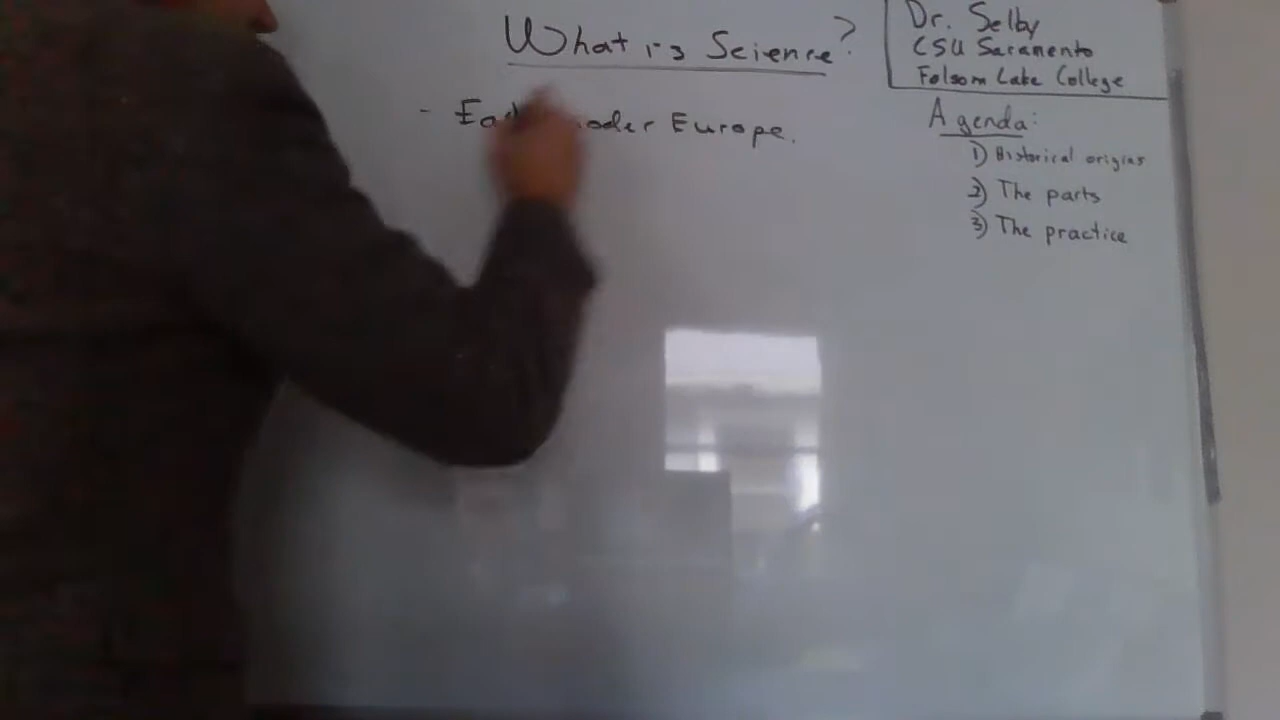 What is Science?
- Europe.
Dr. Selby
CSU Saramento
Folsom Lake College
Agenda:
1) Historical origins
2) The parts
3) The practice